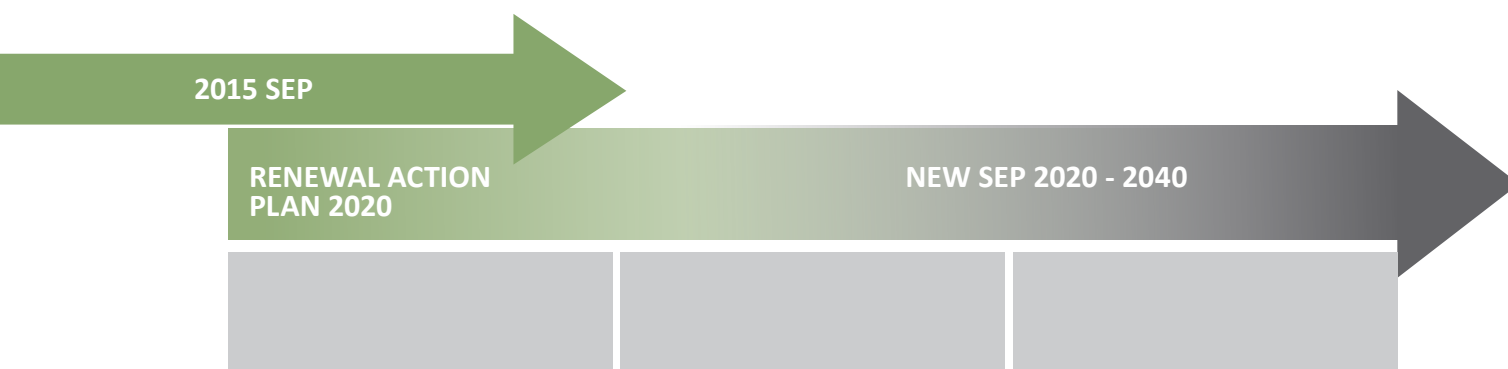 2015 SEP
RENEWAL ACTION
PLAN 2020
NEW SEP 2020 - 2040